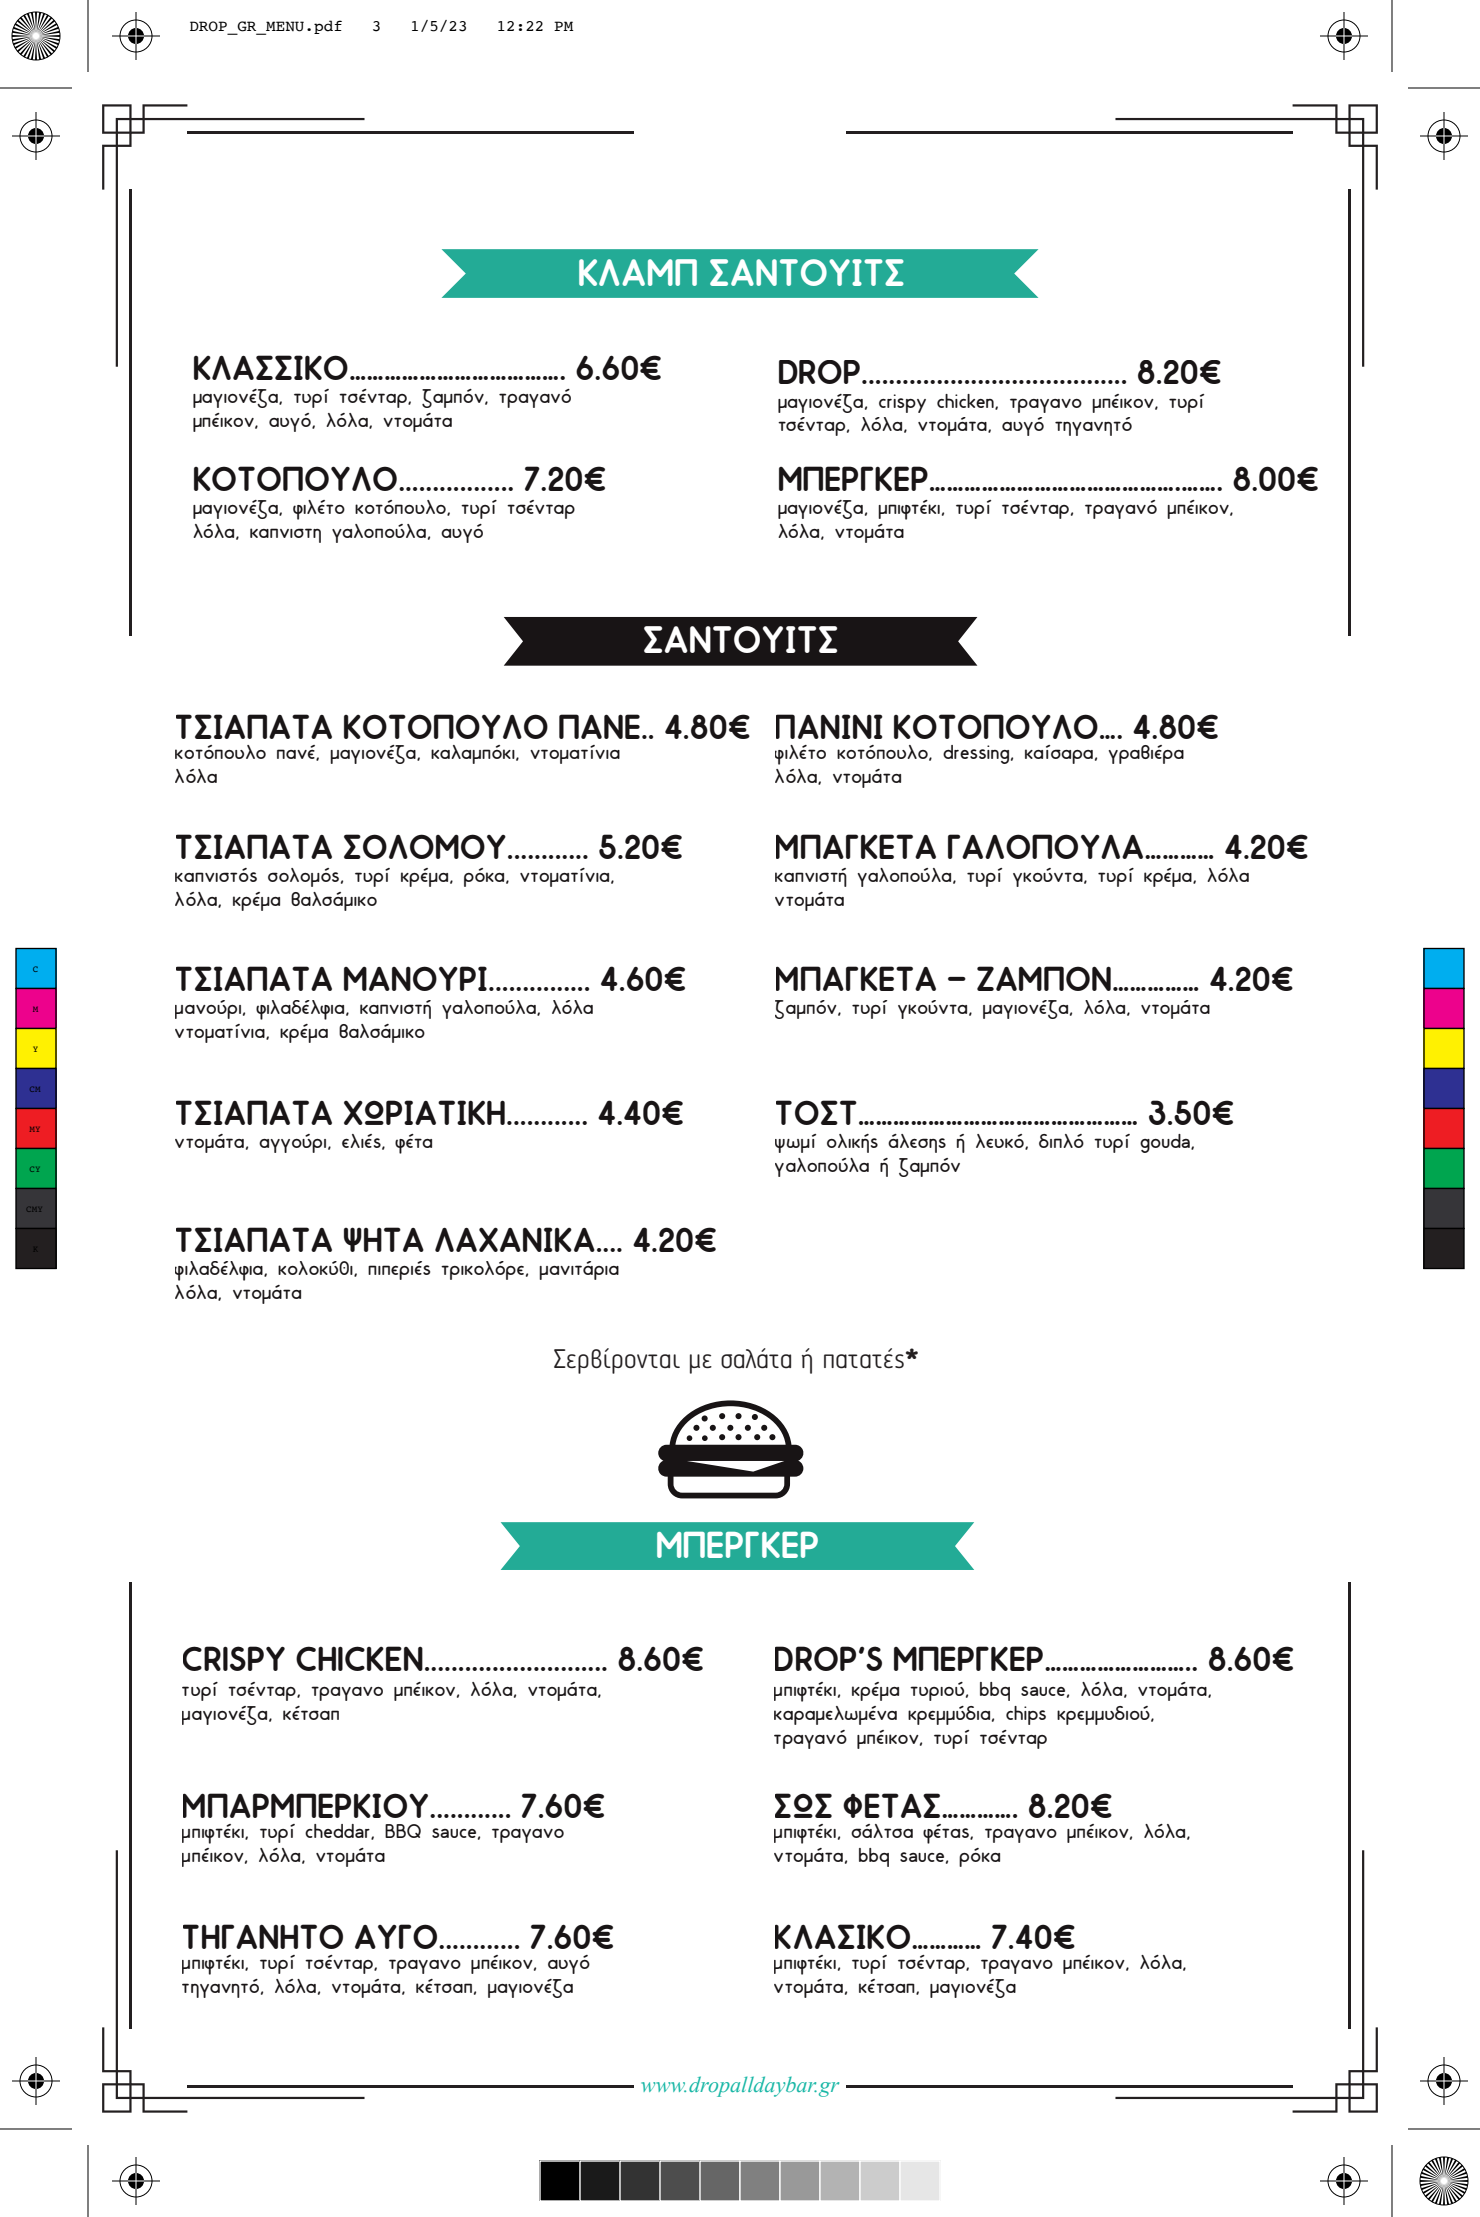 DROP_GR_MENU.pdf 3 1/5/23 12:22 PM
ΚΛΑΜΠ ΣΑΝΤΟΥΙΤΣ
ΚΛΑΣΣΙΚΟ.................................... 6.60€
μαγιονέζα, τυρί τσένταρ, ζαμπόν, τραγανό
μπέικον, αυγό, λόλα, ντομάτα
ΚΟΤΟΠΟΥΛΟ................. 7.20€
μαγιονέζα, φιλέτο κοτόπουλο, τυρί τσένταρ
λόλα, καπνιστη γαλοπούλα, αυγό
DROP....................................... 8.20€
μαγιονέζα, crispy chicken, τραγανο μπέικον, τυρί
τσένταρ, λόλα, ντομάτα, αυγό τηγανητό
ΜΠΕΡΓΚΕΡ................................................. 8.00€
μαγιονέζα, μπιφτέκι, τυρί τσένταρ, τραγανό μπέικον,
λόλα, ντομάτα
ΣΑΝΤΟΥΙΤΣ
ΤΣΙΑΠΑΤΑ ΚΟΤΟΠΟΥΛΟ ΠΑΝΕ.. 4.80€
κοτόπουλο πανέ, μαγιονέζα, καλαμπόκι, ντοματίνια
λόλα
ΤΣΙΑΠΑΤΑ ΣΟΛΟΜΟΥ............ 5.20€
καπνιστός σολομός, τυρί κρέμα, ρόκα, ντοματίνια,
λόλα, κρέμα βαλσάμικο
ΤΣΙΑΠΑΤΑ ΜΑΝΟΥΡΙ............... 4.60€
μανούρι, φιλαδέλφια, καπνιστή γαλοπούλα, λόλα
ντοματίνια, κρέμα βαλσάμικο
ΤΣΙΑΠΑΤΑ ΧΩΡΙΑΤΙΚΗ............ 4.40€
ντομάτα, αγγούρι, ελιές, φέτα
ΤΣΙΑΠΑΤΑ ΨΗΤΑ ΛΑΧΑΝΙΚΑ.... 4.20€
φιλαδέλφια, κολοκύθι, πιπεριές τρικολόρε, μανιτάρια
λόλα, ντομάτα
ΠΑΝΙΝΙ ΚΟΤΟΠΟΥΛΟ.... 4.80€
φιλέτο κοτόπουλο, dressing, καίσαρα, γραβιέρα
λόλα, ντομάτα
ΜΠΑΓΚΕΤΑ ΓΑΛΟΠΟΥΛΑ............ 4.20€
καπνιστή γαλοπούλα, τυρί γκούντα, τυρί κρέμα, λόλα
ντομάτα
ΜΠΑΓΚΕΤΑ – ΖΑΜΠΟΝ............... 4.20€
ζαμπόν, τυρί γκούντα, μαγιονέζα, λόλα, ντομάτα
ΤΟΣΤ................................................ 3.50€
ψωμί ολικής άλεσης ή λευκό, διπλό τυρί gouda,
γαλοπούλα ή ζαμπόν
C
M
Y
CM
MY
CY
CMY
K
Σερβίρονται με σαλάτα ή πατατές*
ΜΠΕΡΓΚΕΡ
CRISPY CHICKEN........................... 8.60€
τυρί τσένταρ, τραγανο μπέικον, λόλα, ντομάτα,
μαγιονέζα, κέτσαπ
ΜΠΑΡΜΠΕΡΚΙΟΥ............ 7.60€
μπιφτέκι, τυρί cheddar, BBQ sauce, τραγανο
μπέικον, λόλα, ντομάτα
ΤΗΓΑΝΗΤΟ ΑΥΓΟ............ 7.60€
μπιφτέκι, τυρί τσένταρ, τραγανο μπέικον, αυγό
τηγανητό, λόλα, ντομάτα, κέτσαπ, μαγιονέζα
DROP'S ΜΠΕΡΓΚΕΡ.......................... 8.60€
μπιφτέκι, κρέμα τυριού, bbq sauce, λόλα, ντομάτα,
καραμελωμένα κρεμμύδια, chips κρεμμυδιού,
τραγανό μπέικον, τυρί τσένταρ
ΣΩΣ ΦΕΤΑΣ............. 8.20€
μπιφτέκι, σάλτσα φέτας, τραγανο μπέικον, λόλα,
ντομάτα, bbq sauce, ρόκα
ΚΛΑΣΙΚΟ............ 7.40€
μπιφτέκι, τυρί τσένταρ, τραγανο μπέικον, λόλα,
ντομάτα, κέτσαπ, μαγιονέζα
www.dropalldaybar.gr